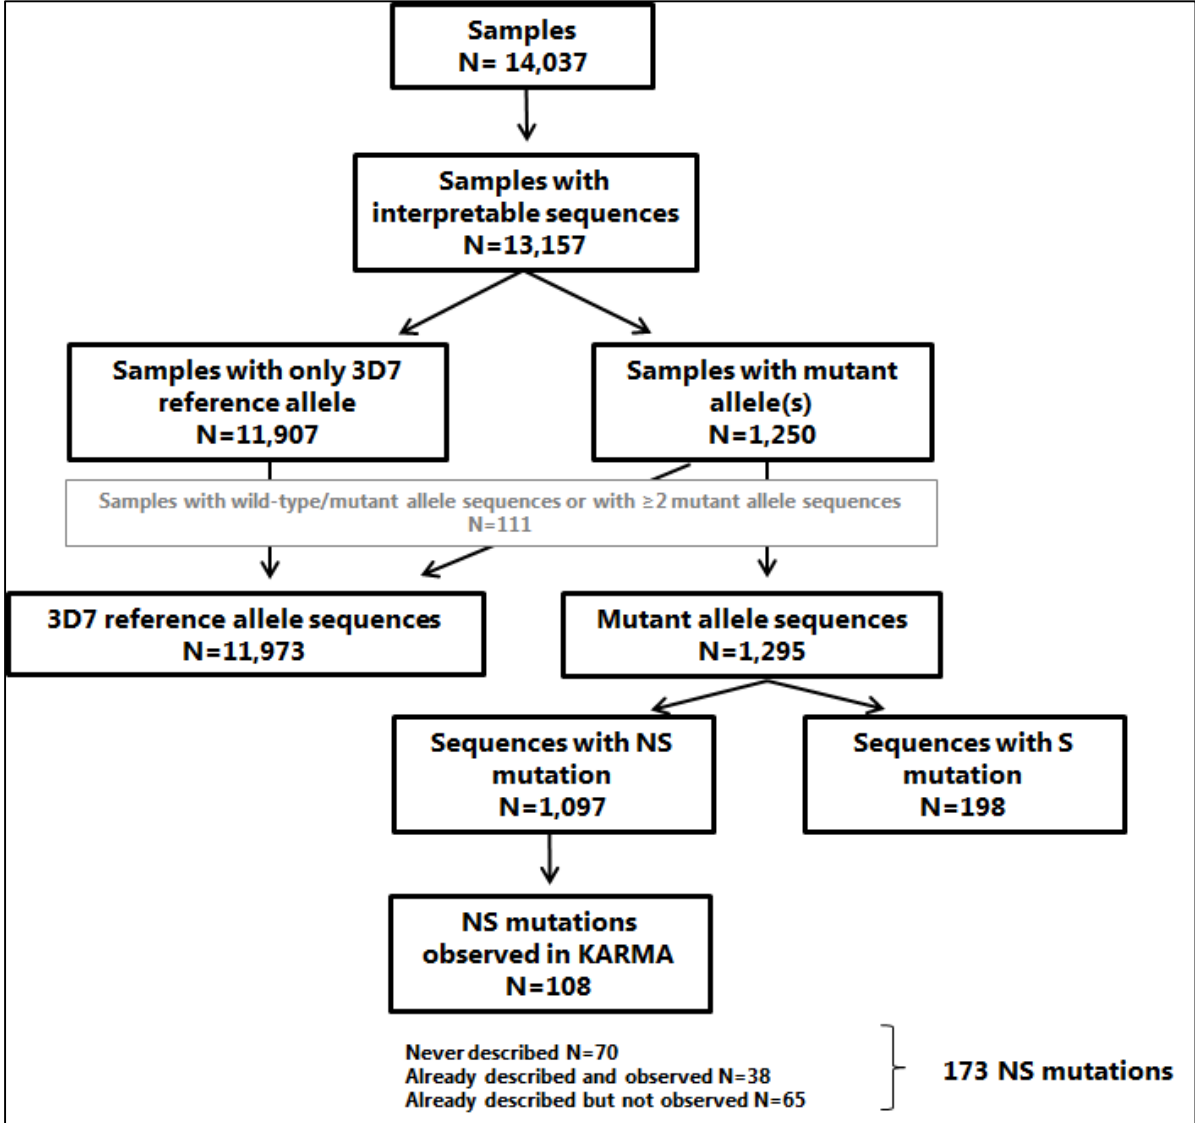 Samples
N= 14,037
Samples with
interpretable sequences
N=13,157
Samples with only 3D7
reference allele
N=11,907
Samples with mutant
allele(s)
N=1,250
Samples with wild-type/mutant allele sequences or with ≥2 mutant allele sequences
N=111
3D7 reference allele sequences
N=11,973
Mutant allele sequences
N=1,295
Sequences with NS
mutation
N=1,097
Sequences with S
mutation
N=198
NS mutations
observed in KARMA
N=108
Never described N=70
Already described and observed N=38
Already described but not observed N=65
173 NS mutations